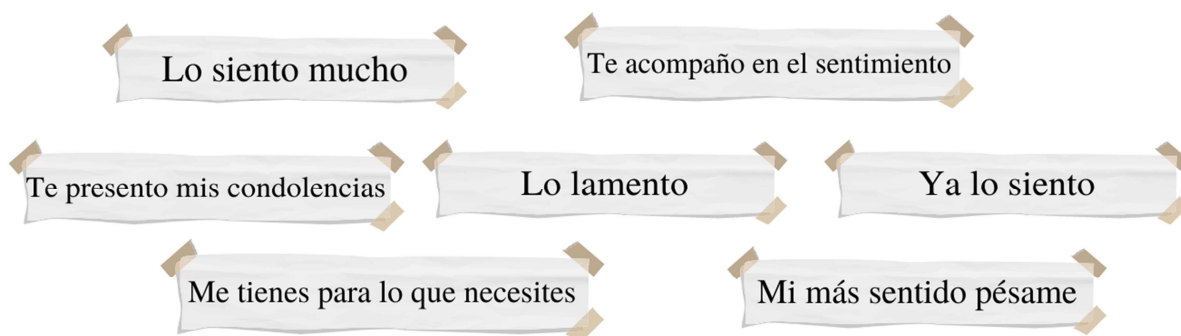 Lo siento mucho
Te acompaño en el sentimiento
Te presento mis condolencias
Lo lamento
Ya lo siento
Me tienes para lo que necesites
Mi más sentido pésame